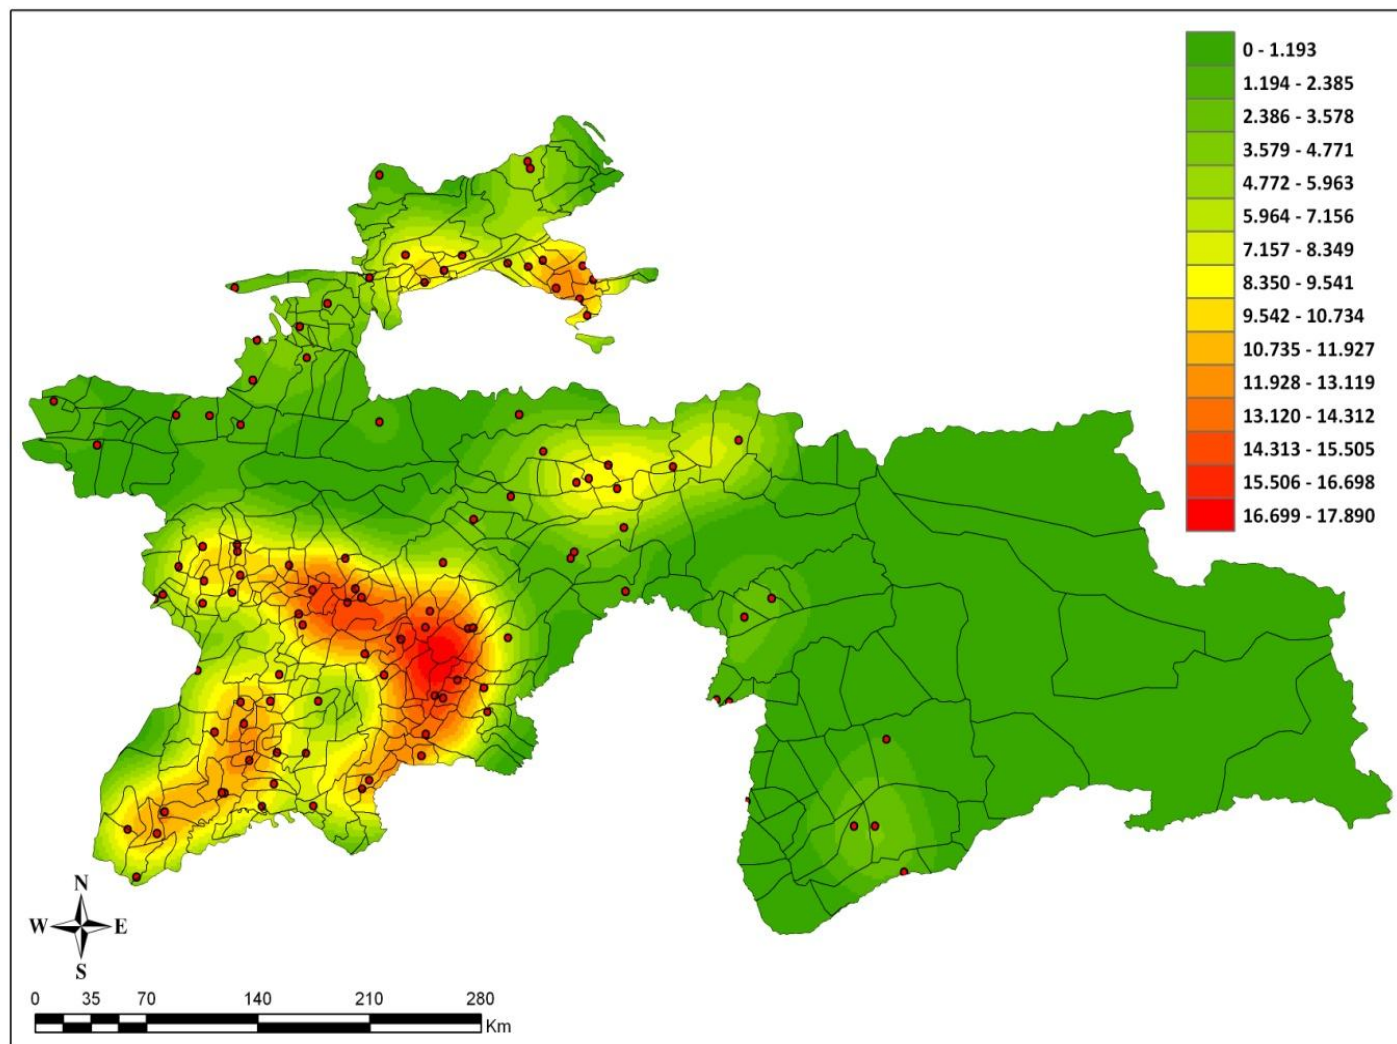 0 - 1.193
1.194 - 2.385
2.386 - 3.578
3.579 - 4.771
4.772 - 5.963
5.964 - 7.156
7.157 - 8.349
8.350 - 9.541
9.542 - 10.734
10.735 - 11.927
11.928 - 13.119
13.120 - 14.312
14.313 - 15.505
15.506 - 16.698
16.699 - 17.890
N
W E
S
0 35 70 140 210 280
Km